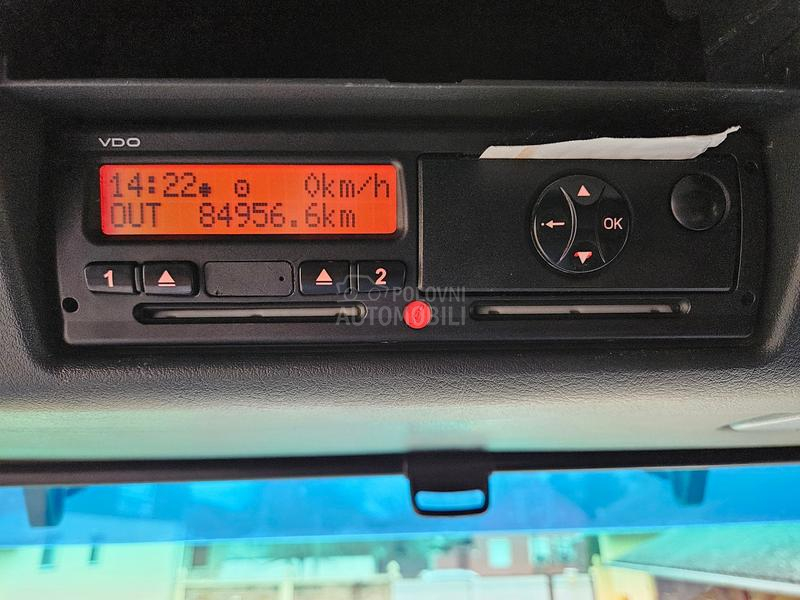 VDO
14:22 0km/h
OUT 84956.6km
OK
1 2
POLOVNI
AUTOMOBILI